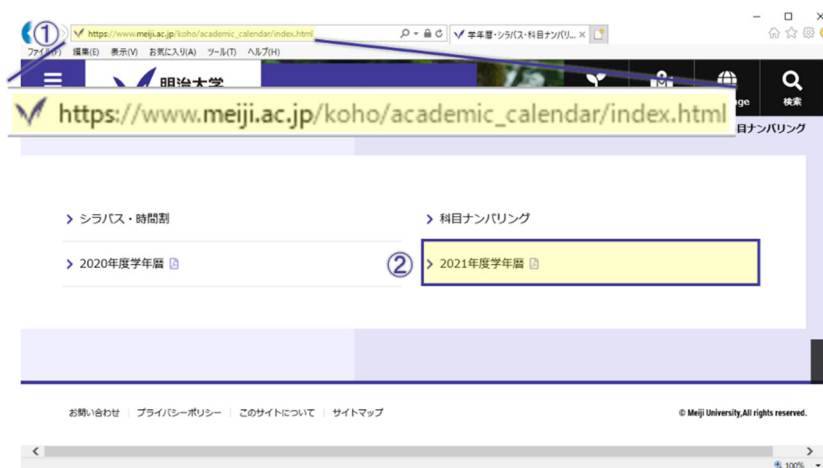 ①
https://www.meiji.ac.jp/koho/academic_calendar/index.html
学年暦・シラバス・科目ナンバリ... ×
編集(E) 表示(V) お気に入り(A) ツール(T) ヘルプ(H)
明治大学
検索
https://www.meiji.ac.jp/koho/academic_calendar/index.html
目ナンバリング
シラバス・時間割
科目ナンバリング
2020年度学年暦
② 2021年度学年暦
お問い合わせ | プライバシーポリシー | このサイトについて | サイトマップ
© Meiji University,All rights reserved.
100%